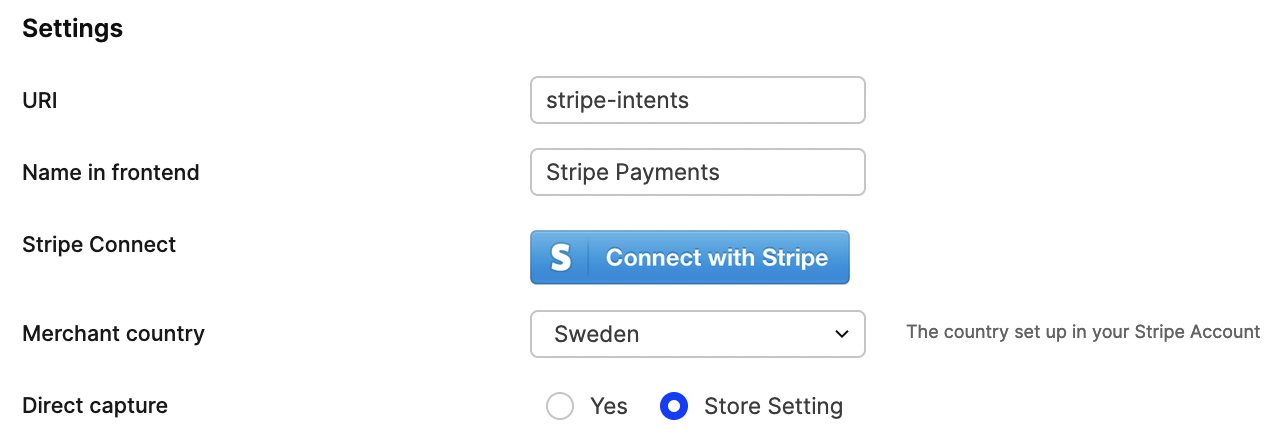 Settings
URI stripe-intents
Name in frontend Stripe Payments
Stripe Connect S Connect with Stripe
Merchant country Sweden The country set up in your Stripe Account
Direct capture Yes Store Setting